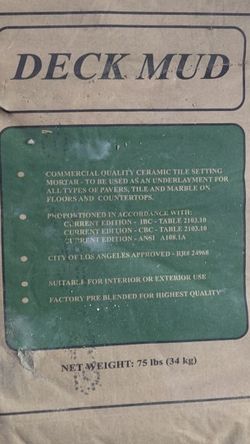 DECK MUD
COMMERCIAL QUALITY CERAMIC TILE SETTING
MORTAR - TO BE USED AS AN UNDERLAYMENT FOR
ALL TYPES OF PAVERS, TILE AND MARBLE ON
FLOORS AND COUNTERTOPS.
PROPORTIONED IN ACCORDANCE WITH:
CURRENT EDITION - IBC - TABLE 2103.10
CURRENT EDITION - CBC - TABLE 2103.10
CURRENT EDITION - ANSI A108.1A
CITY OF LOS ANGELES APPROVED - RR# 24968
SUITABLE FOR INTERIOR OR EXTERIOR USE
FACTORY PRE BLENDED FOR HIGHEST QUALITY
NET WEIGHT: 75 lbs (34 kg)